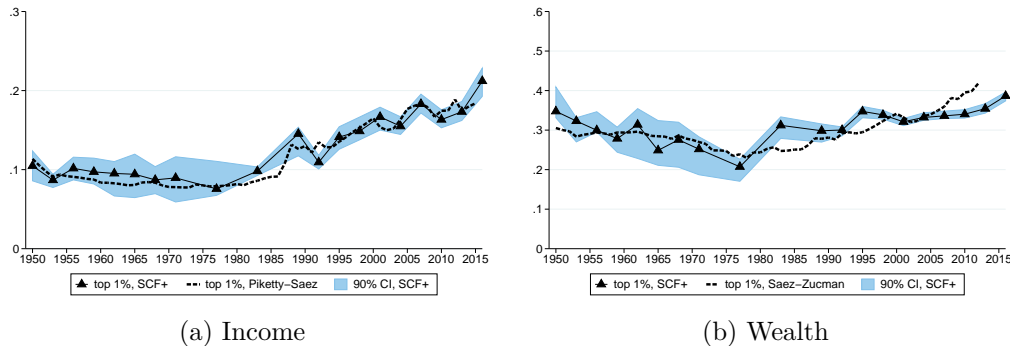 .3
.2
.1
0
1950 1955 1960 1965 1970 1975 1980 1985 1990 1995 2000 2005 2010 2015
top 1%, SCF+ top 1%, Piketty−Saez 90% CI, SCF+
(a) Income
.6
.5
.4
.3
.2
.1
0
1950 1955 1960 1965 1970 1975 1980 1985 1990 1995 2000 2005 2010 2015
top 1%, SCF+ top 1%, Saez−Zucman 90% CI, SCF+
(b) Wealth